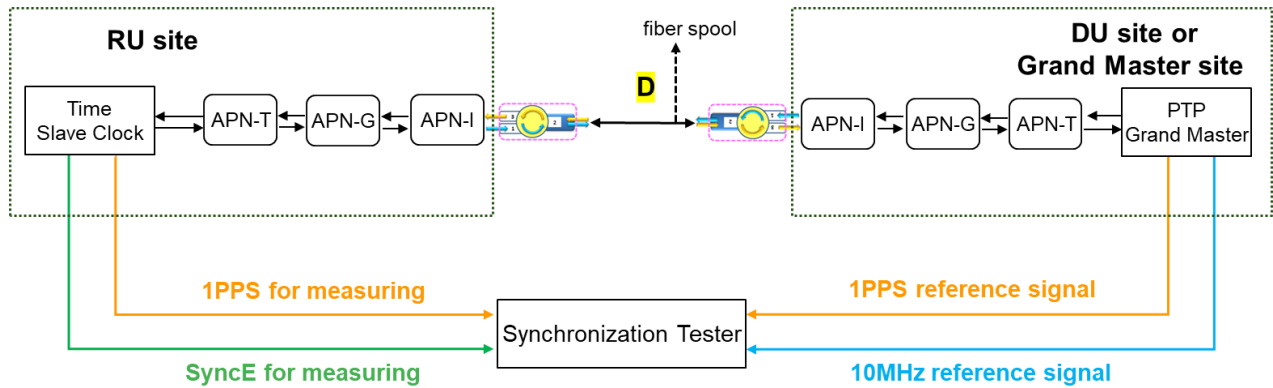 fiber spool
RU site
DU site or
Grand Master site
D
Time
Slave Clock
APN-T
APN-G
APN-I
APN-I
APN-G
APN-T
PTP
Grand Master
1PPS for measuring
1PPS reference signal
Synchronization Tester
SyncE for measuring
10MHz reference signal